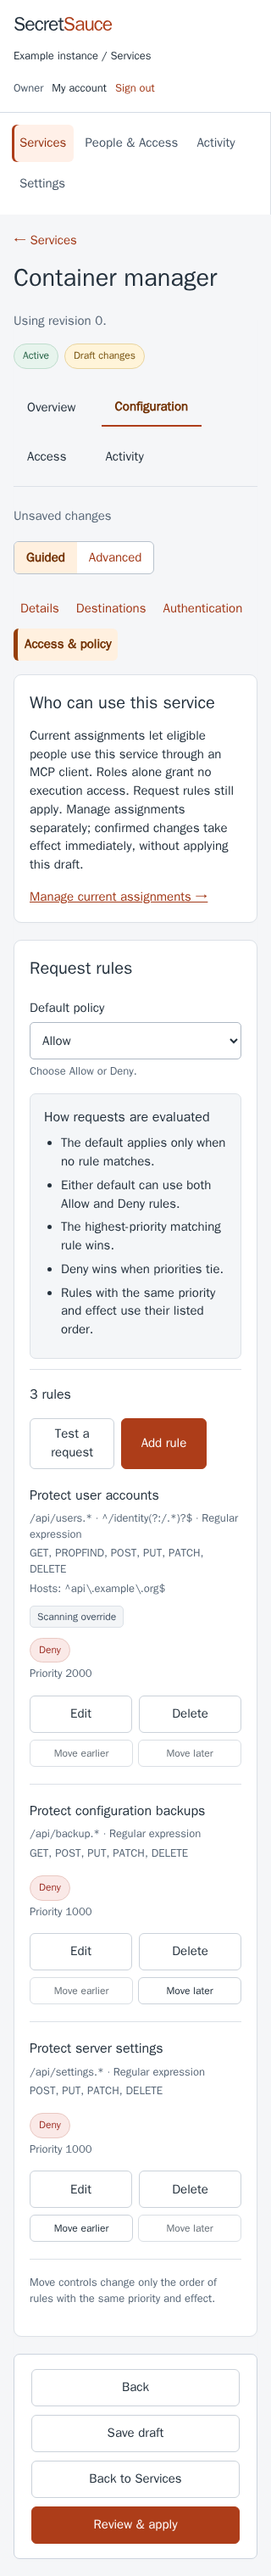 SecretSauce
Example instance / Services
Owner My account Sign out
Services People & Access Activity
Settings
← Services
Container manager
Using revision 0.
Active Draft changes
Overview Configuration
Access Activity
Unsaved changes
Guided Advanced
Details Destinations Authentication
Access & policy
Who can use this service
Current assignments let eligible
people use this service through an
MCP client. Roles alone grant no
execution access. Request rules still
apply. Manage assignments
separately; confirmed changes take
effect immediately, without applying
this draft.
Manage current assignments →
Request rules
Default policy
Allow
Choose Allow or Deny.
How requests are evaluated
• The default applies only when
no rule matches.
• Either default can use both
Allow and Deny rules.
• The highest-priority matching
rule wins.
• Deny wins when priorities tie.
• Rules with the same priority
and effect use their listed
order.
3 rules
Test a
request
Add rule
Protect user accounts
/api/users.* · ^/identity(?:/.*)?$ · Regular
expression
GET, PROPFIND, POST, PUT, PATCH,
DELETE
Hosts: ^api\.example\.org$
Scanning override
Deny
Priority 2000
Edit Delete
Move earlier Move later
Protect configuration backups
/api/backup.* · Regular expression
GET, POST, PUT, PATCH, DELETE
Deny
Priority 1000
Edit Delete
Move earlier Move later
Protect server settings
/api/settings.* · Regular expression
POST, PUT, PATCH, DELETE
Deny
Priority 1000
Edit Delete
Move earlier Move later
Move controls change only the order of
rules with the same priority and effect.
Back
Save draft
Back to Services
Review & apply